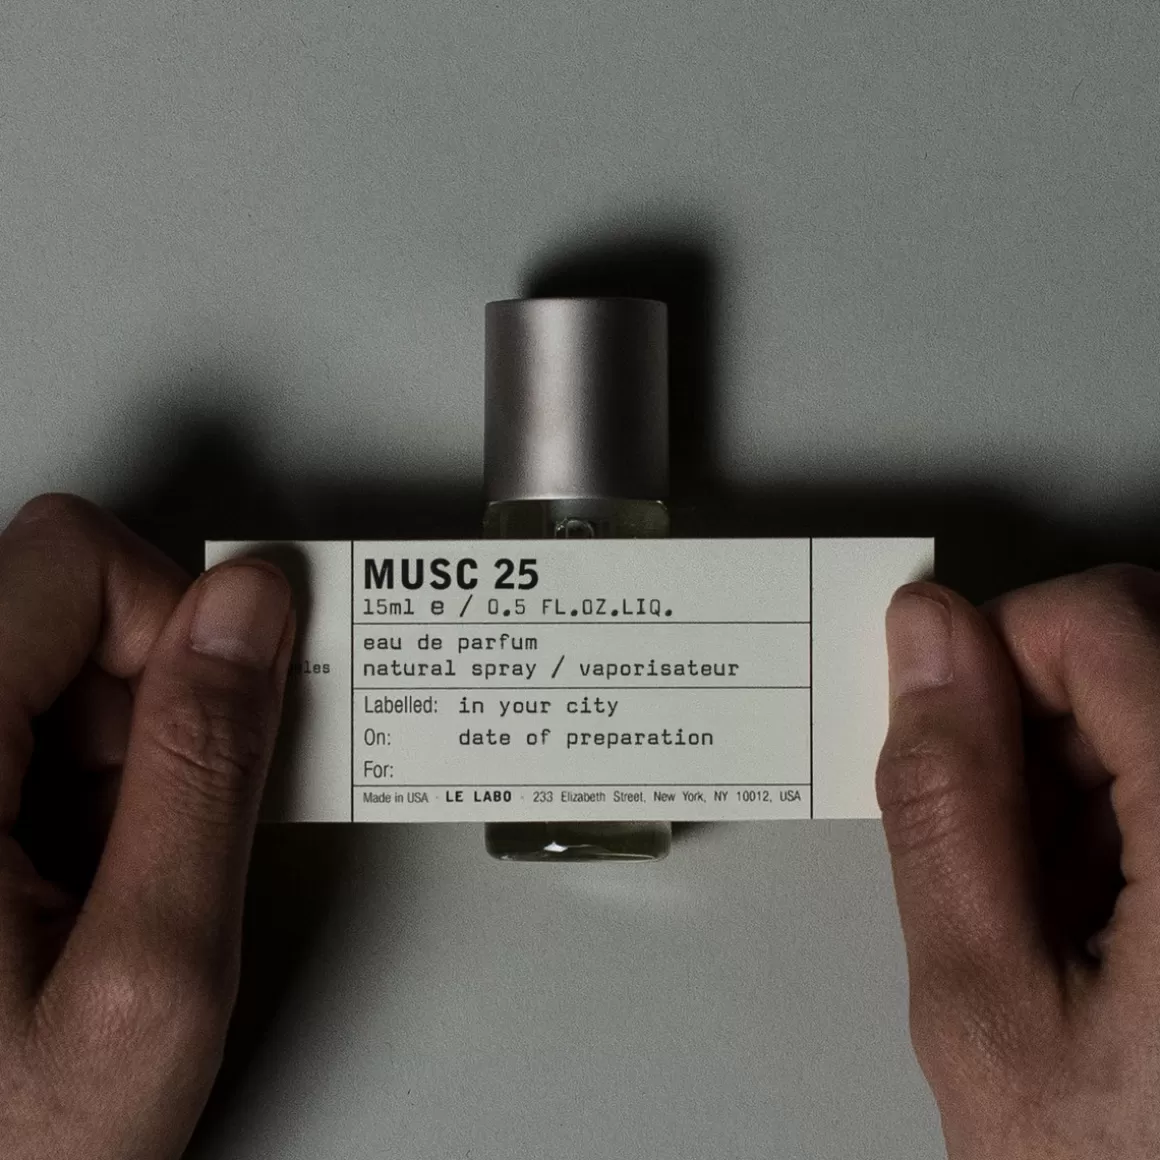 MUSC 25
15ml e / 0.5 FL.OZ.LIQ.
eau de parfum
natural spray / vaporisateur
Labelled: in your city
On: date of preparation
For:
Made in USA · LE LABO · 233 Elizabeth Street, New York, NY 10012, USA